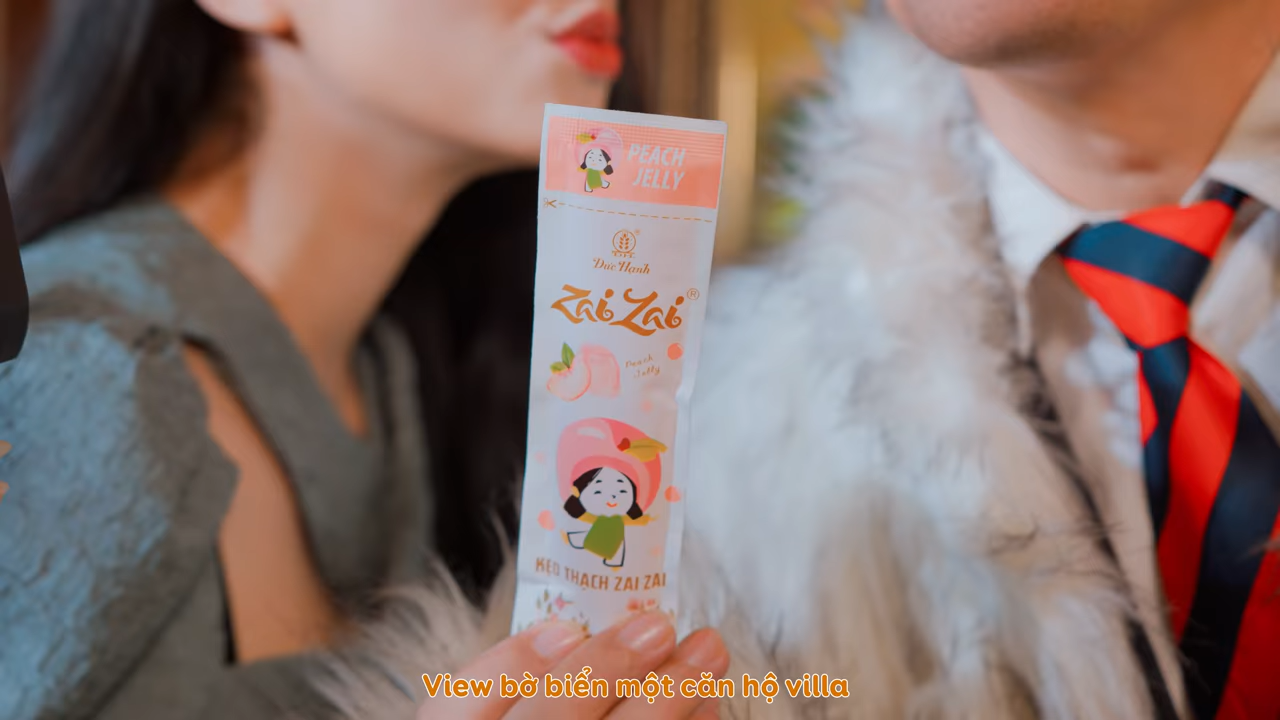 PEACH
JELLY
Đức Hạnh
Zai Zai ®
Peach
Jelly
KẸO THẠCH ZAI ZAI
View bờ biển một căn hộ villa